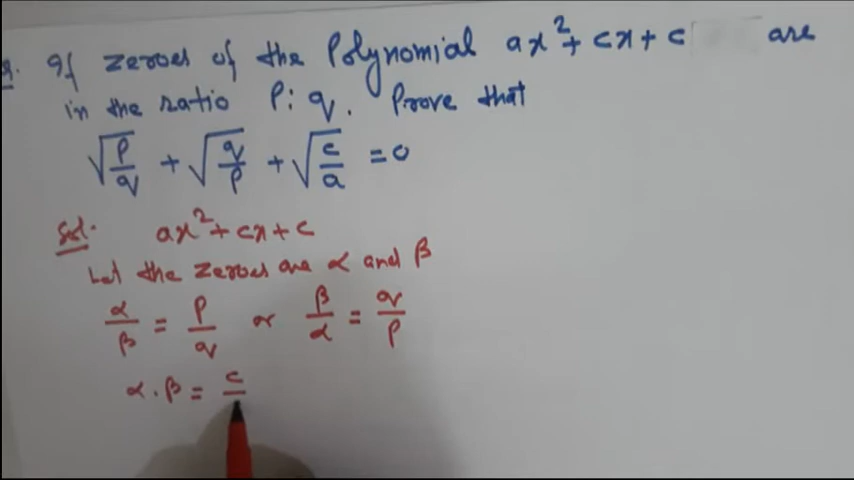 Q. If zeroes of the Polynomial ax²+cx+c are
in the ratio P:q. Prove that
√(P/q) + √(q/P) + √(c/a) = 0
Sol. ax²+cx+c
Let the zeroes are α and β
α/β = P/q or β/α = q/P
α.β = c